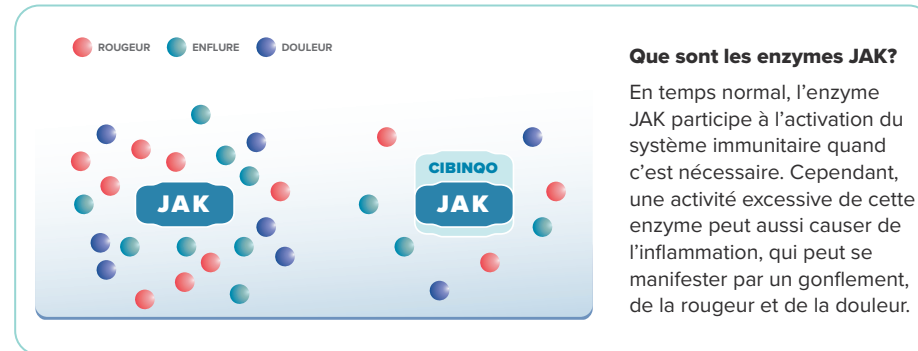 ROUGEUR ENFLURE DOULEUR
JAK
CIBINQO
JAK
Que sont les enzymes JAK?
En temps normal, l’enzyme
JAK participe à l’activation du
système immunitaire quand
c’est nécessaire. Cependant,
une activité excessive de cette
enzyme peut aussi causer de
l’inflammation, qui peut se
manifester par un gonflement,
de la rougeur et de la douleur.